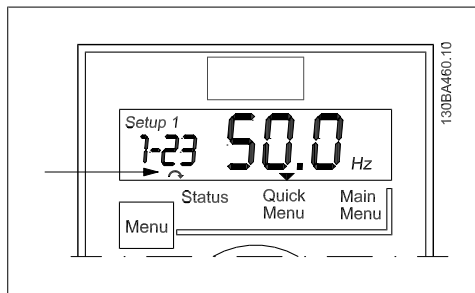 130BA460.10
Setup 1
1-23 50.0 Hz
Status Quick Menu Main Menu
Menu